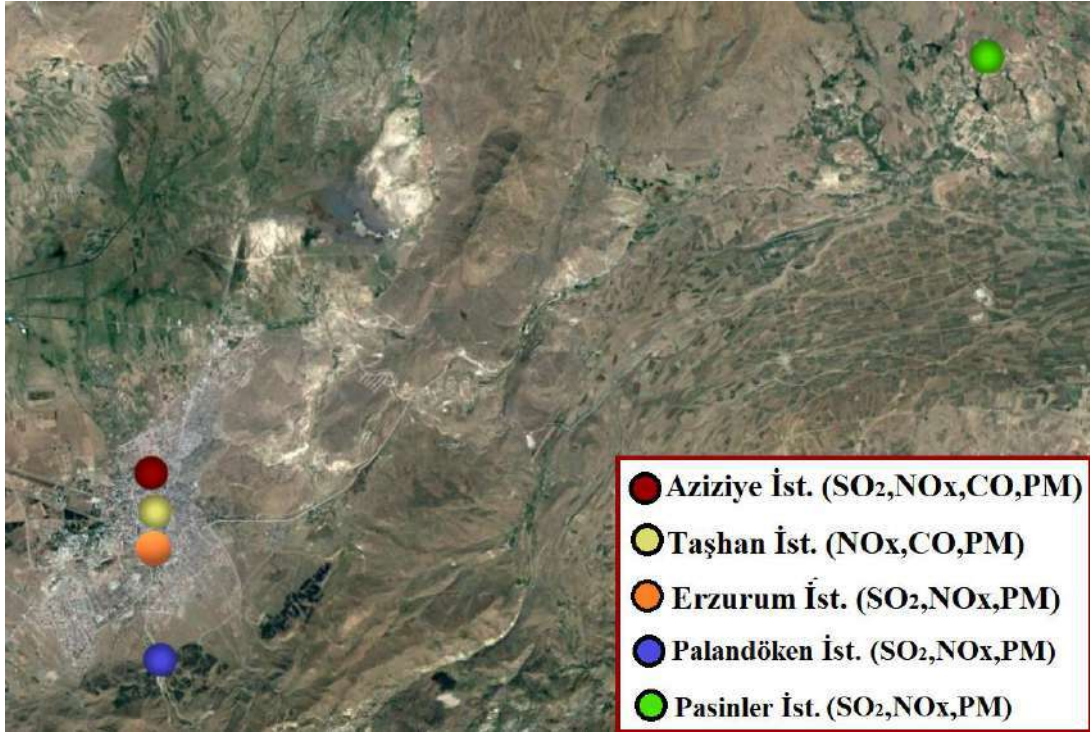 Aziziye İst. (SO₂,NOx,CO,PM)
Taşhan İst. (NOx,CO,PM)
Erzurum İst. (SO₂,NOx,PM)
Palandöken İst. (SO₂,NOx,PM)
Pasinler İst. (SO₂,NOx,PM)